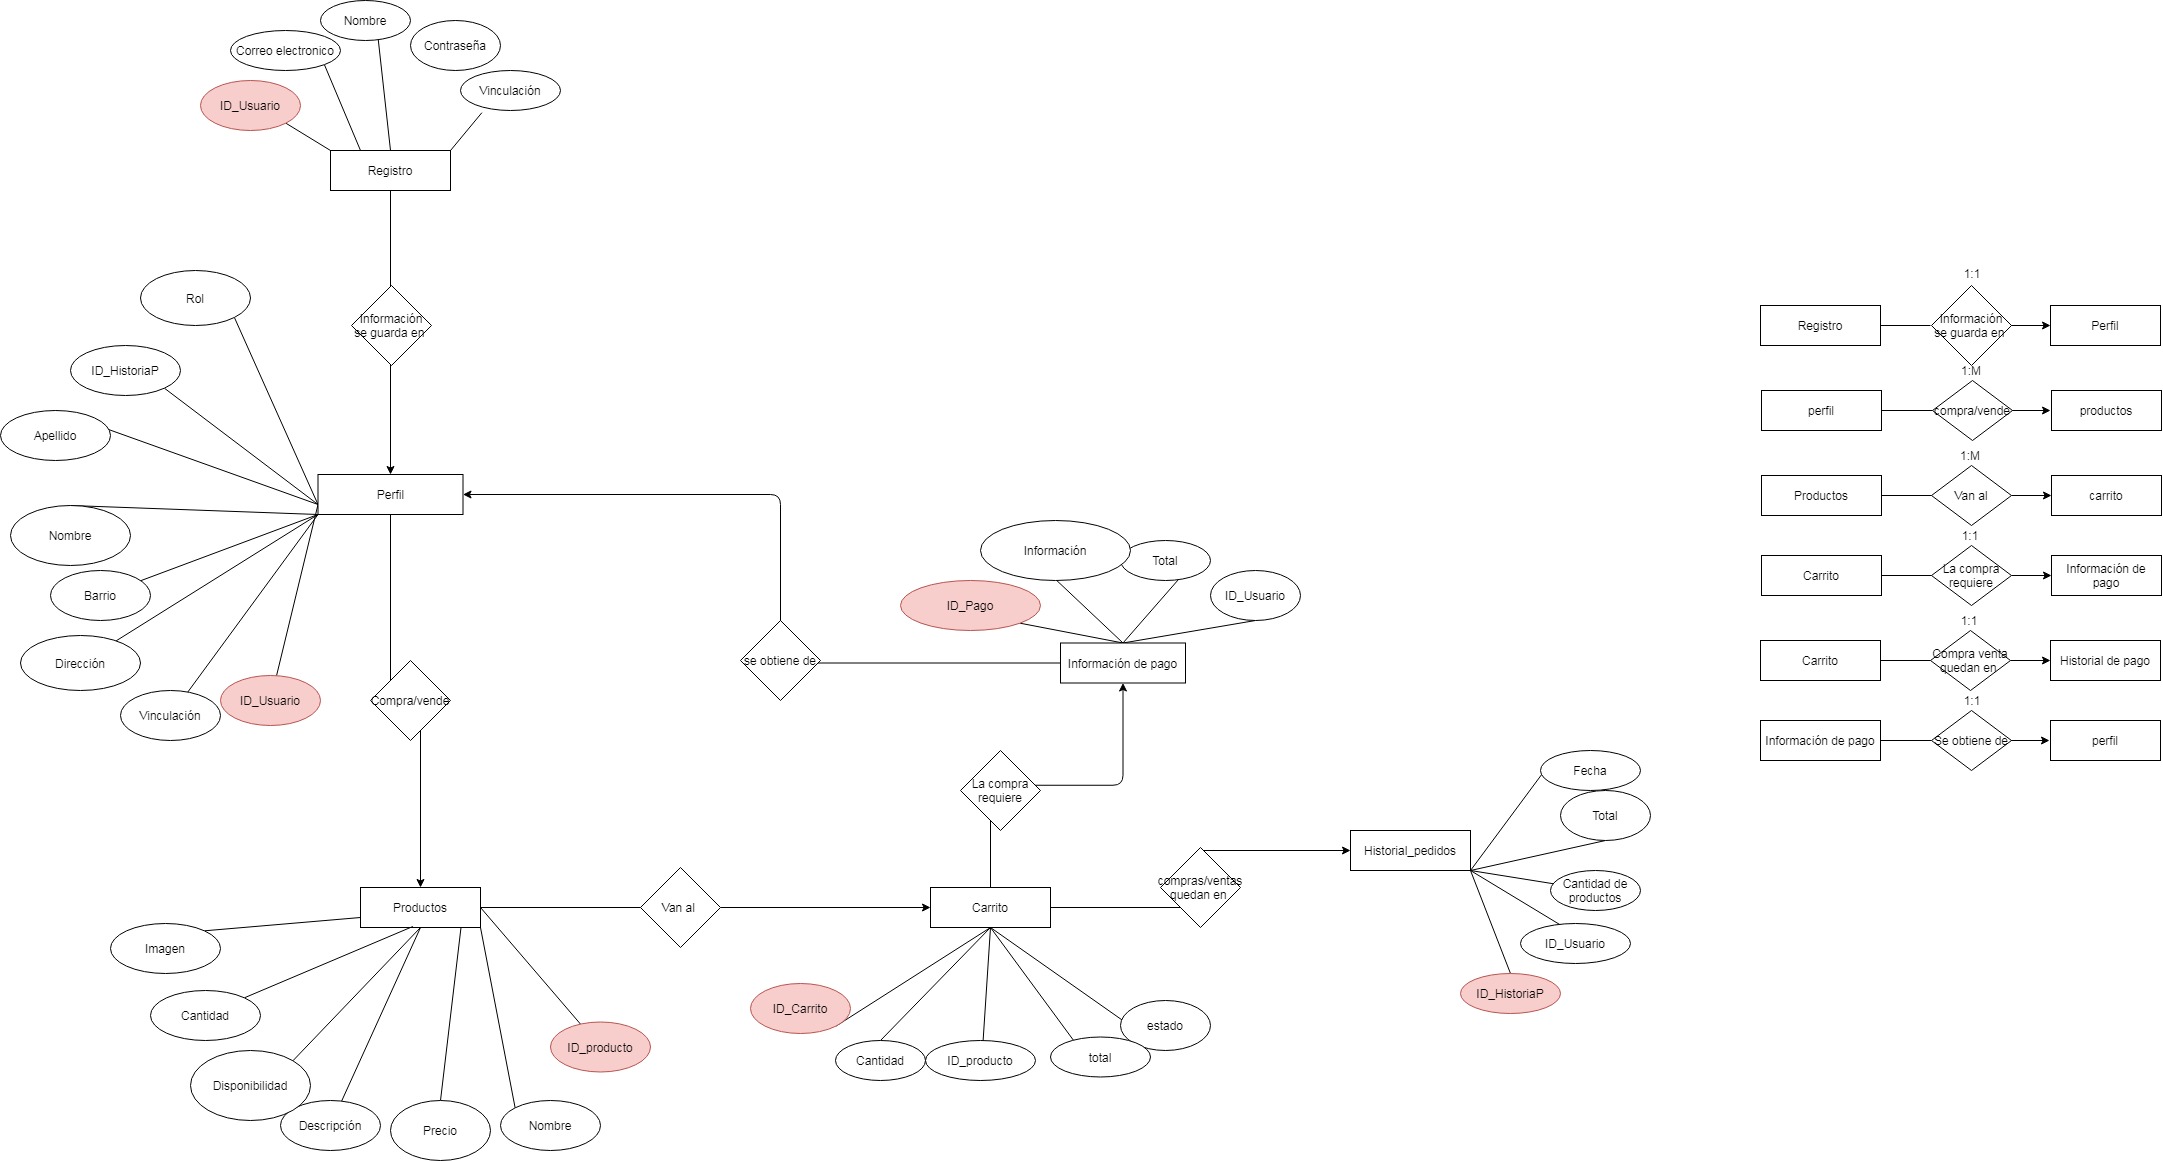 Nombre
Contraseña
Correo electronico
Vinculación
ID_Usuario
Registro
Información
se guarda en
Rol
ID_HistoriaP
Apellido
Perfil
Nombre
Barrio
Dirección
Vinculación
ID_Usuario
Compra/vende
se obtiene de
Información
Total
ID_Pago
ID_Usuario
Información de pago
La compra
requiere
Productos
Van al
Carrito
compras/ventas
quedan en
Historial_pedidos
Fecha
Total
Cantidad de
productos
ID_Usuario
ID_HistoriaP
Imagen
Cantidad
Disponibilidad
Descripción
Precio
Nombre
ID_producto
ID_Carrito
Cantidad
ID_producto
total
estado
1:1
Registro
Información
se guarda en
Perfil
1:M
perfil
compra/vende
productos
1:M
Productos
Van al
carrito
1:1
Carrito
La compra
requiere
Información de
pago
1:1
Carrito
Compra venta
quedan en
Historial de pago
1:1
Información de pago
Se obtiene de
perfil